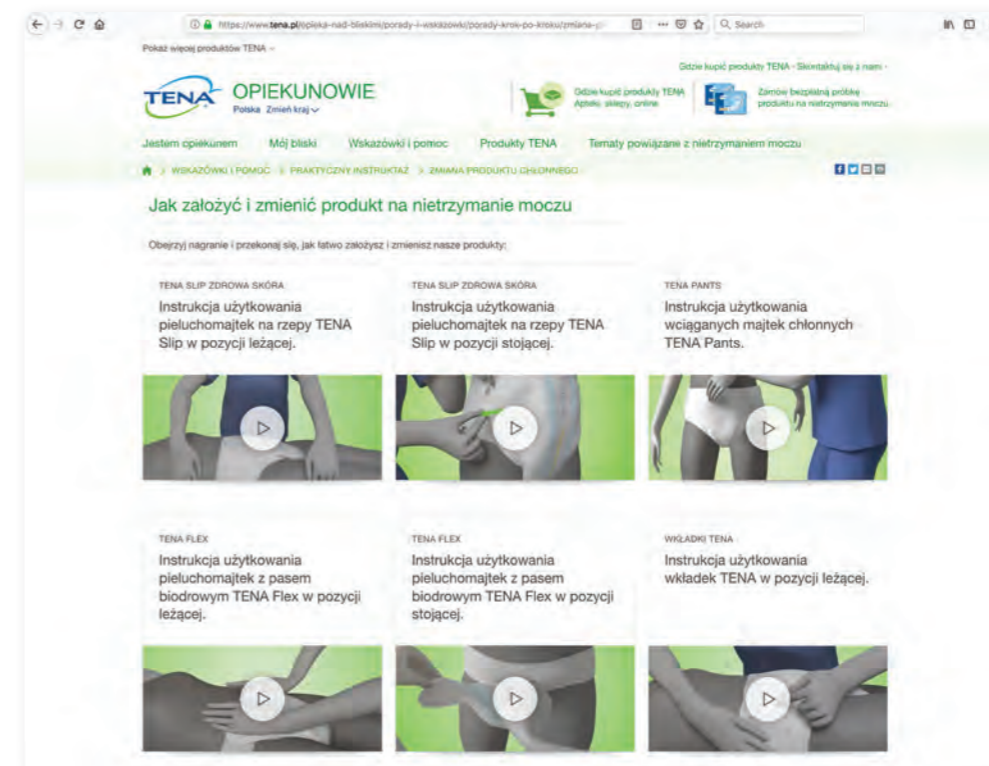 https://www.tena.pl/opieka-nad-bliskimi/porady-i-wskazowki/porady-krok-po-kroku/zmiana-p
Search
Pokaż więcej produktów TENA
Gdzie kupić produkty TENA - Skontaktuj się z nami -
TENA
OPIEKUNOWIE
Polska Zmień kraj
Gdzie kupić produkty TENA
Apteki, sklepy, online
Zamów bezpłatną próbkę
produktu na nietrzymanie moczu
Jestem opiekunem Mój bliski Wskazówki i pomoc Produkty TENA Tematy powiązane z nietrzymaniem moczu
WSKAZÓWKI I POMOC > PRAKTYCZNY INSTRUKTAŻ > ZMIANA PRODUKTU CHŁONNEGO
Jak założyć i zmienić produkt na nietrzymanie moczu
Obejrzyj nagranie i przekonaj się, jak łatwo założysz i zmienisz nasze produkty:
TENA SLIP ZDROWA SKÓRA
Instrukcja użytkowania
pieluchomajtek na rzepy TENA
Slip w pozycji leżącej.
TENA SLIP ZDROWA SKÓRA
Instrukcja użytkowania
pieluchomajtek na rzepy TENA
Slip w pozycji stojącej.
TENA PANTS
Instrukcja użytkowania
wciąganych majtek chłonnych
TENA Pants.
TENA FLEX
Instrukcja użytkowania
pieluchomajtek z pasem
biodrowym TENA Flex w pozycji
leżącej.
TENA FLEX
Instrukcja użytkowania
pieluchomajtek z pasem
biodrowym TENA Flex w pozycji
stojącej.
WKŁADKI TENA
Instrukcja użytkowania
wkładek TENA w pozycji leżącej.